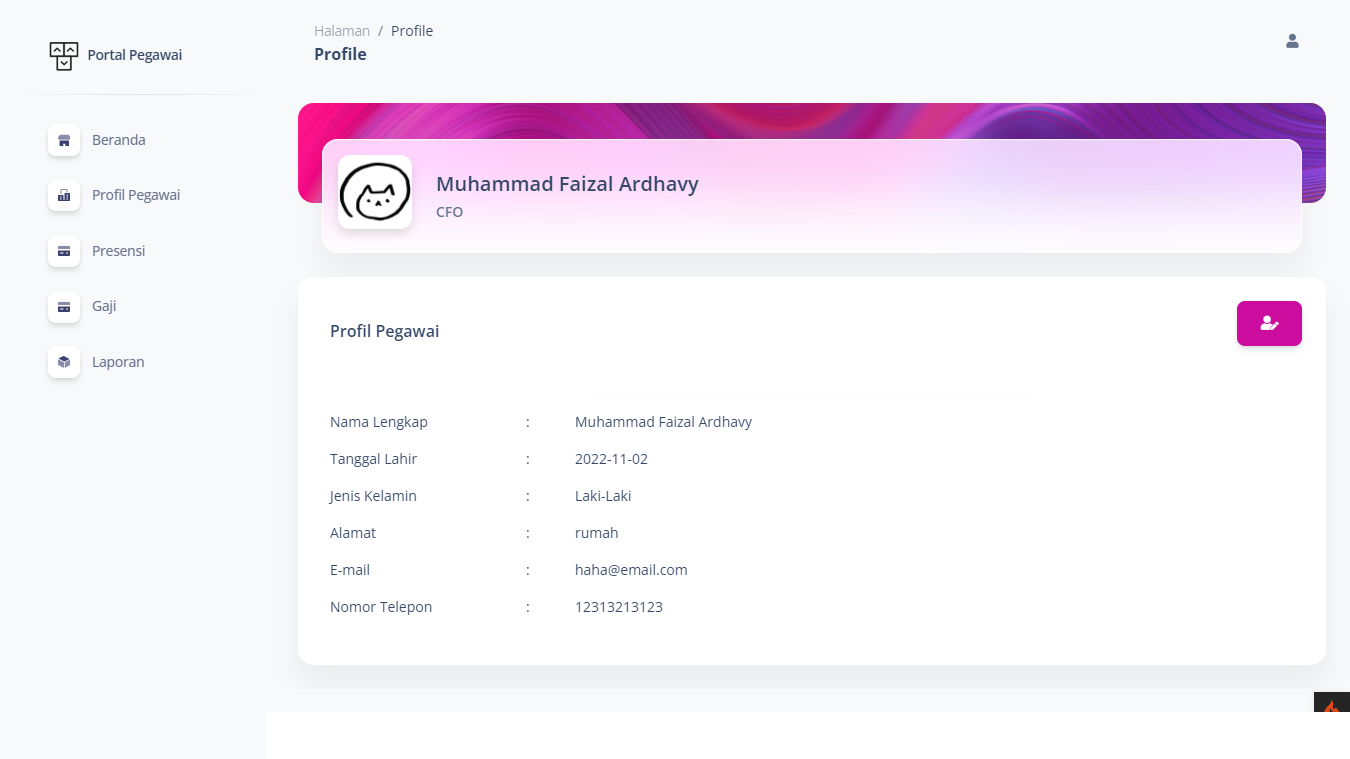 Portal Pegawai
Beranda
Profil Pegawai
Presensi
Gaji
Laporan
Halaman / Profile
Profile
Muhammad Faizal Ardhavy
CFO
Profil Pegawai
Nama Lengkap : Muhammad Faizal Ardhavy
Tanggal Lahir : 2022-11-02
Jenis Kelamin : Laki-Laki
Alamat : rumah
E-mail : haha@email.com
Nomor Telepon : 12313213123